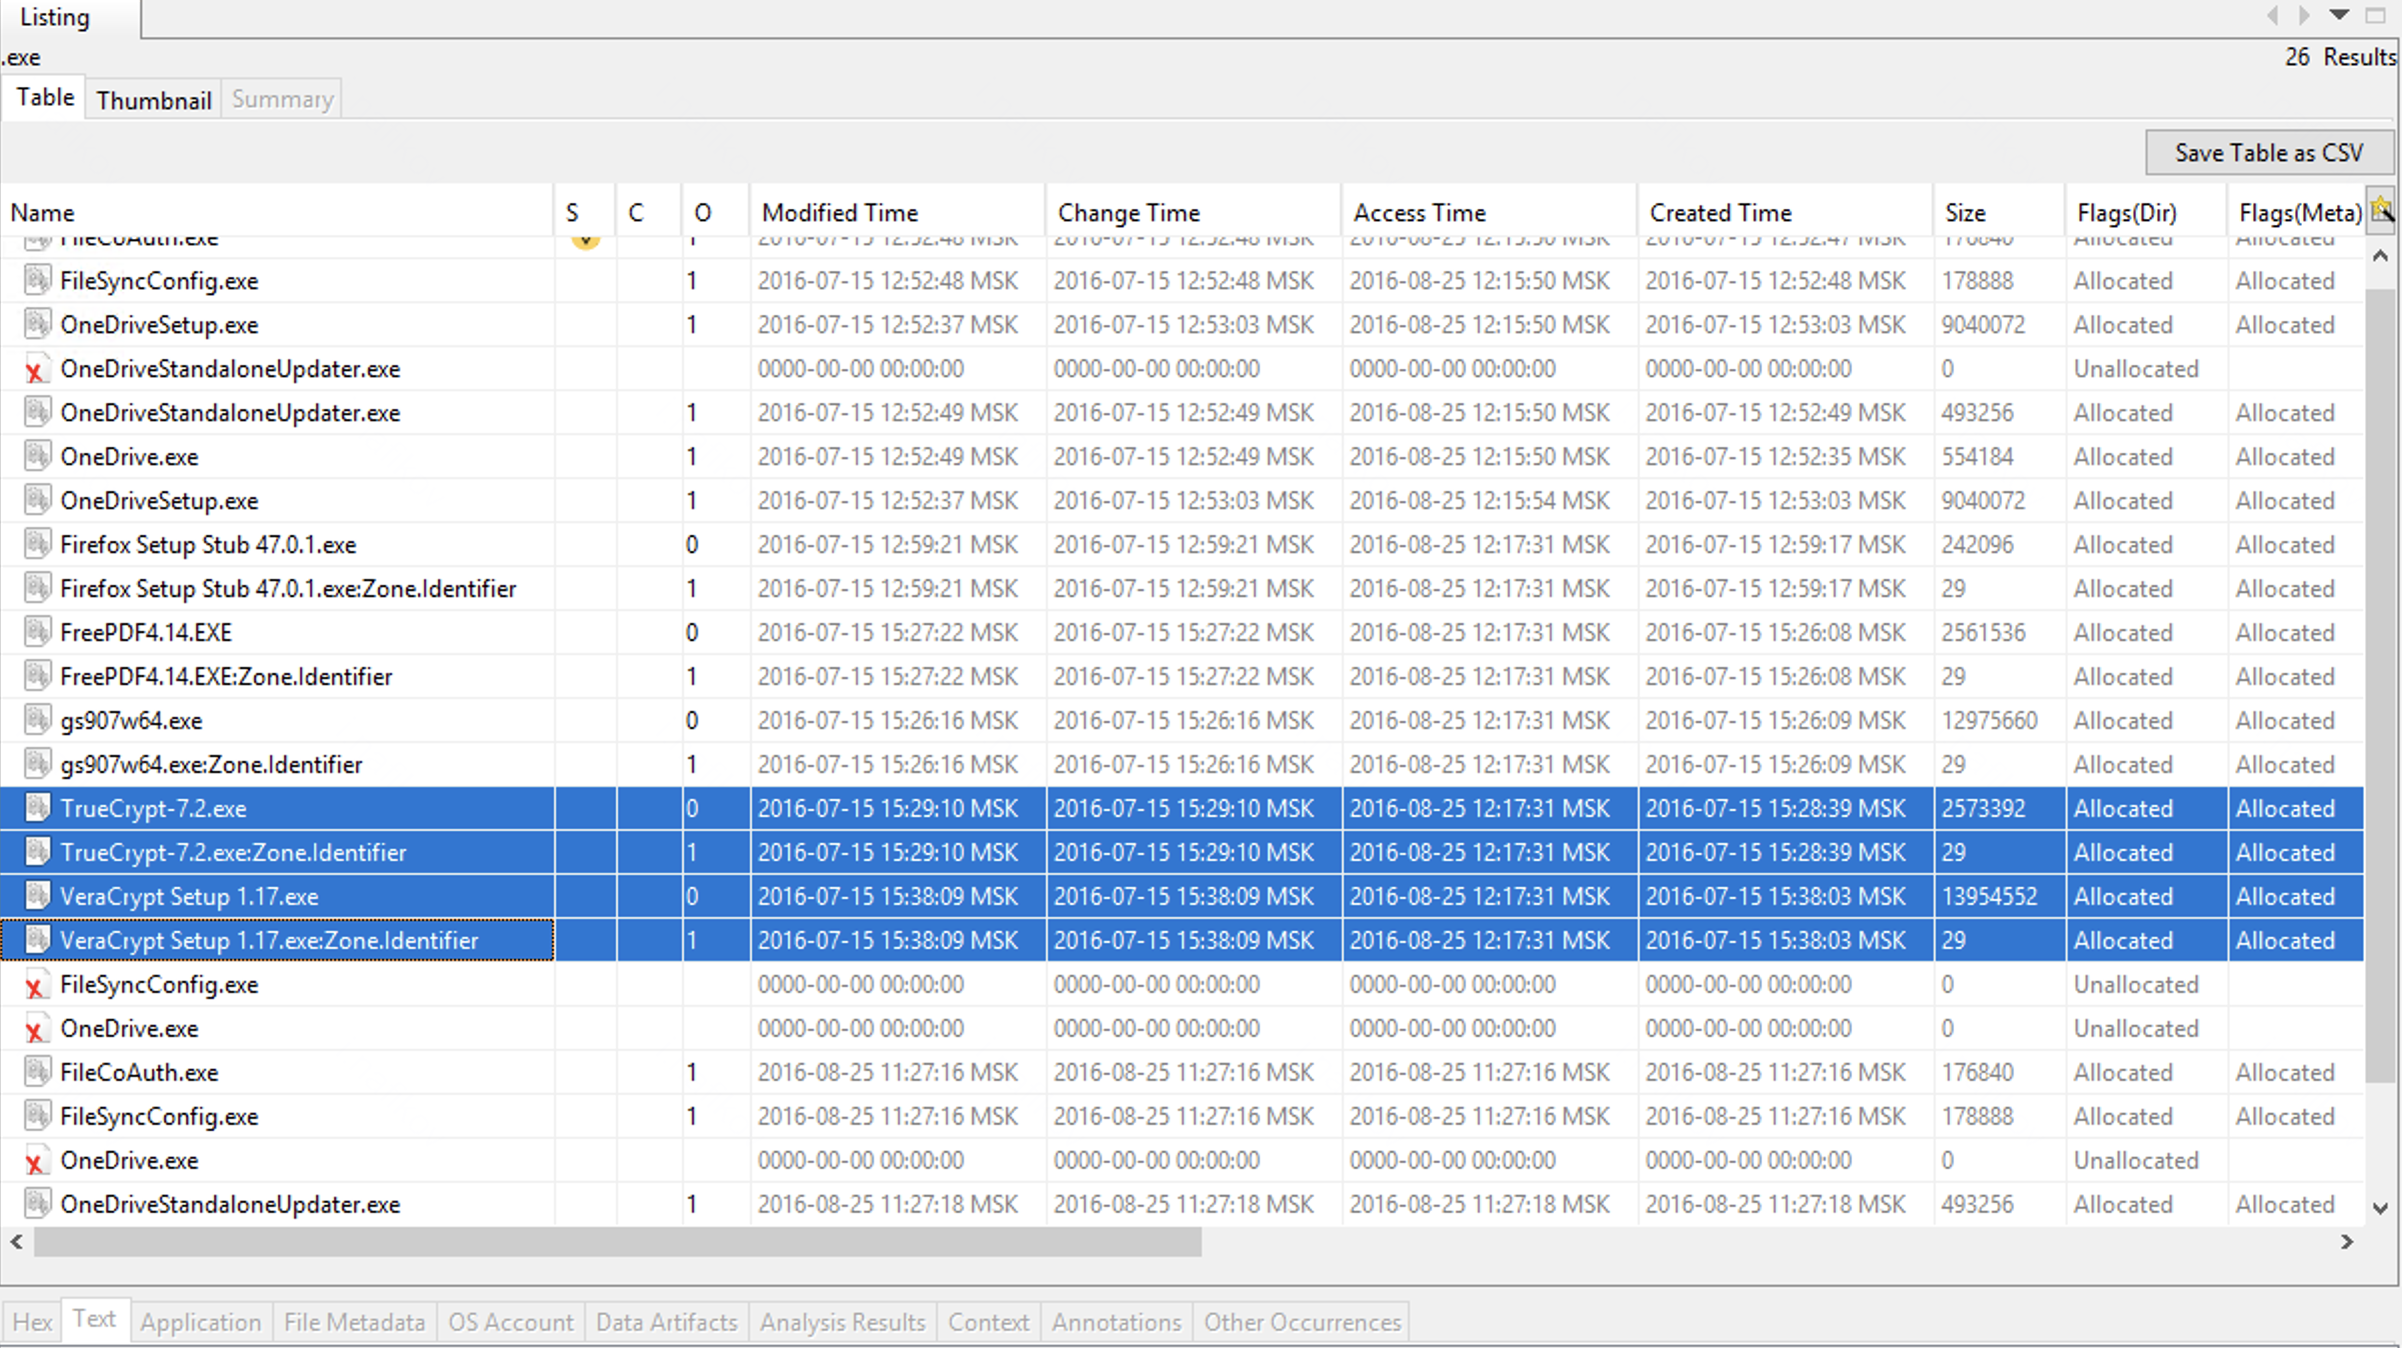 Listing
.exe 26 Results
Table Thumbnail Summary
Save Table as CSV
Name S C O Modified Time Change Time Access Time Created Time Size Flags(Dir) Flags(Meta)
FileCoAuth.exe 1 2016-07-15 12:52:48 MSK 2016-07-15 12:52:48 MSK 2016-08-25 12:15:50 MSK 2016-07-15 12:52:47 MSK 176840 Allocated Allocated
FileSyncConfig.exe 1 2016-07-15 12:52:48 MSK 2016-07-15 12:52:48 MSK 2016-08-25 12:15:50 MSK 2016-07-15 12:52:48 MSK 178888 Allocated Allocated
OneDriveSetup.exe 1 2016-07-15 12:52:37 MSK 2016-07-15 12:53:03 MSK 2016-08-25 12:15:50 MSK 2016-07-15 12:53:03 MSK 9040072 Allocated Allocated
OneDriveStandaloneUpdater.exe 0000-00-00 00:00:00 0000-00-00 00:00:00 0000-00-00 00:00:00 0000-00-00 00:00:00 0 Unallocated
OneDriveStandaloneUpdater.exe 1 2016-07-15 12:52:49 MSK 2016-07-15 12:52:49 MSK 2016-08-25 12:15:50 MSK 2016-07-15 12:52:49 MSK 493256 Allocated Allocated
OneDrive.exe 1 2016-07-15 12:52:49 MSK 2016-07-15 12:52:49 MSK 2016-08-25 12:15:50 MSK 2016-07-15 12:52:35 MSK 554184 Allocated Allocated
OneDriveSetup.exe 1 2016-07-15 12:52:37 MSK 2016-07-15 12:53:03 MSK 2016-08-25 12:15:54 MSK 2016-07-15 12:53:03 MSK 9040072 Allocated Allocated
Firefox Setup Stub 47.0.1.exe 0 2016-07-15 12:59:21 MSK 2016-07-15 12:59:21 MSK 2016-08-25 12:17:31 MSK 2016-07-15 12:59:17 MSK 242096 Allocated Allocated
Firefox Setup Stub 47.0.1.exe:Zone.Identifier 1 2016-07-15 12:59:21 MSK 2016-07-15 12:59:21 MSK 2016-08-25 12:17:31 MSK 2016-07-15 12:59:17 MSK 29 Allocated Allocated
FreePDF4.14.EXE 0 2016-07-15 15:27:22 MSK 2016-07-15 15:27:22 MSK 2016-08-25 12:17:31 MSK 2016-07-15 15:26:08 MSK 2561536 Allocated Allocated
FreePDF4.14.EXE:Zone.Identifier 1 2016-07-15 15:27:22 MSK 2016-07-15 15:27:22 MSK 2016-08-25 12:17:31 MSK 2016-07-15 15:26:08 MSK 29 Allocated Allocated
gs907w64.exe 0 2016-07-15 15:26:16 MSK 2016-07-15 15:26:16 MSK 2016-08-25 12:17:31 MSK 2016-07-15 15:26:09 MSK 12975660 Allocated Allocated
gs907w64.exe:Zone.Identifier 1 2016-07-15 15:26:16 MSK 2016-07-15 15:26:16 MSK 2016-08-25 12:17:31 MSK 2016-07-15 15:26:09 MSK 29 Allocated Allocated
TrueCrypt-7.2.exe 0 2016-07-15 15:29:10 MSK 2016-07-15 15:29:10 MSK 2016-08-25 12:17:31 MSK 2016-07-15 15:28:39 MSK 2573392 Allocated Allocated
TrueCrypt-7.2.exe:Zone.Identifier 1 2016-07-15 15:29:10 MSK 2016-07-15 15:29:10 MSK 2016-08-25 12:17:31 MSK 2016-07-15 15:28:39 MSK 29 Allocated Allocated
VeraCrypt Setup 1.17.exe 0 2016-07-15 15:38:09 MSK 2016-07-15 15:38:09 MSK 2016-08-25 12:17:31 MSK 2016-07-15 15:38:03 MSK 13954552 Allocated Allocated
VeraCrypt Setup 1.17.exe:Zone.Identifier 1 2016-07-15 15:38:09 MSK 2016-07-15 15:38:09 MSK 2016-08-25 12:17:31 MSK 2016-07-15 15:38:03 MSK 29 Allocated Allocated
FileSyncConfig.exe 0000-00-00 00:00:00 0000-00-00 00:00:00 0000-00-00 00:00:00 0000-00-00 00:00:00 0 Unallocated
OneDrive.exe 0000-00-00 00:00:00 0000-00-00 00:00:00 0000-00-00 00:00:00 0000-00-00 00:00:00 0 Unallocated
FileCoAuth.exe 1 2016-08-25 11:27:16 MSK 2016-08-25 11:27:16 MSK 2016-08-25 11:27:16 MSK 2016-08-25 11:27:16 MSK 176840 Allocated Allocated
FileSyncConfig.exe 1 2016-08-25 11:27:16 MSK 2016-08-25 11:27:16 MSK 2016-08-25 11:27:16 MSK 2016-08-25 11:27:16 MSK 178888 Allocated Allocated
OneDrive.exe 0000-00-00 00:00:00 0000-00-00 00:00:00 0000-00-00 00:00:00 0000-00-00 00:00:00 0 Unallocated
OneDriveStandaloneUpdater.exe 1 2016-08-25 11:27:18 MSK 2016-08-25 11:27:18 MSK 2016-08-25 11:27:18 MSK 2016-08-25 11:27:18 MSK 493256 Allocated Allocated
Hex Text Application File Metadata OS Account Data Artifacts Analysis Results Context Annotations Other Occurrences